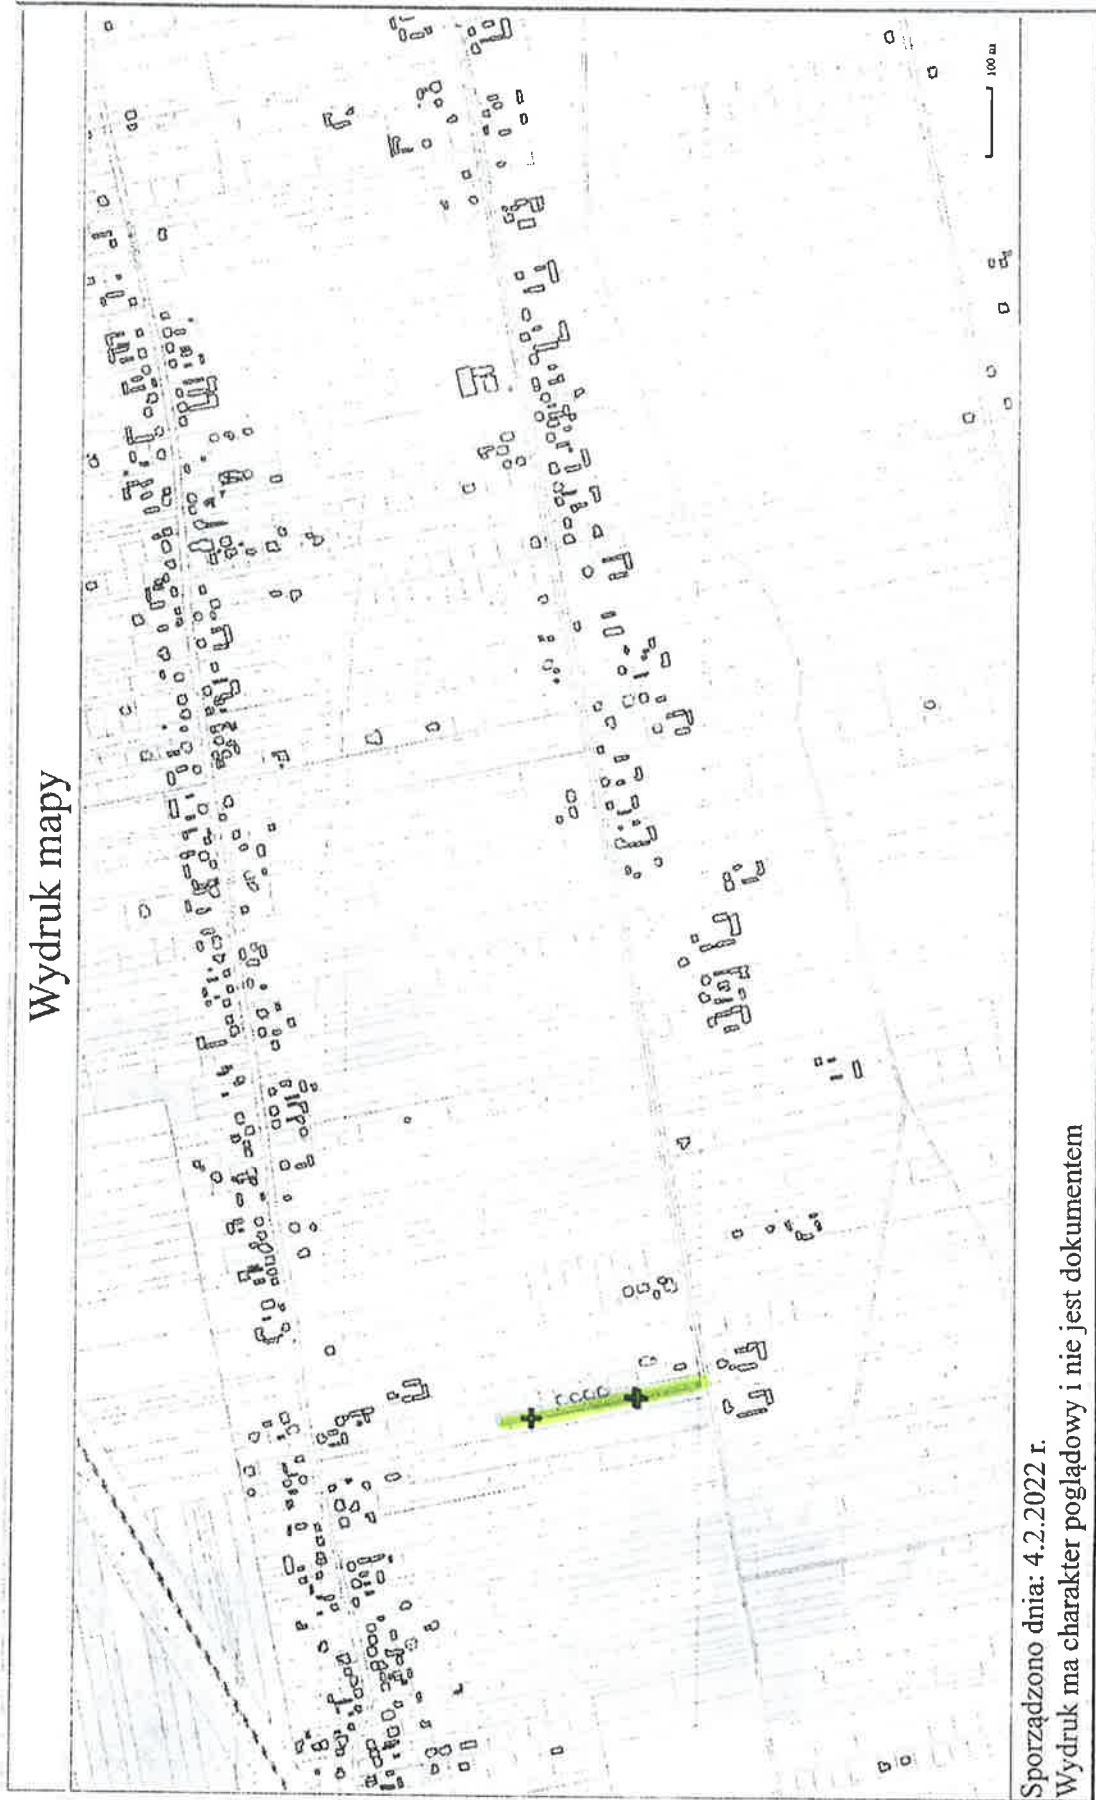 Wydruk mapy
100 m
Sporządzono dnia: 4.2.2022 r.
Wydruk ma charakter poglądowy i nie jest dokumentem